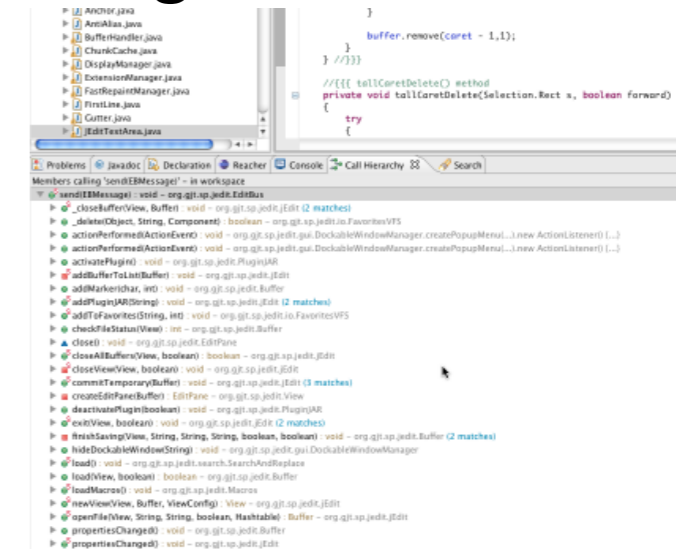 Anchor.java
AntiAlias.java
BufferHandler.java
ChunkCache.java
DisplayManager.java
ExtensionManager.java
FastRepaintManager.java
FirstLine.java
Gutter.java
JEditTextArea.java
}
buffer.remove(caret - 1,1);
}
} //}}}
//{{{ tallCaretDelete() method
private void tallCaretDelete(Selection.Rect s, boolean forward)
{
try
{
Problems Javadoc Declaration Reacher Console Call Hierarchy Search
Members calling 'send(EBMessage)' - in workspace
send(EBMessage) : void - org.gjt.sp.jedit.EditBus
_closeBuffer(View, Buffer) : void - org.gjt.sp.jedit.jEdit (2 matches)
_delete(Object, String, Component) : boolean - org.gjt.sp.jedit.io.FavoritesVFS
actionPerformed(ActionEvent) : void - org.gjt.sp.jedit.gui.DockableWindowManager.createPopupMenu(...).new ActionListener() {...}
actionPerformed(ActionEvent) : void - org.gjt.sp.jedit.gui.DockableWindowManager.createPopupMenu(...).new ActionListener() {...}
activatePlugin() : void - org.gjt.sp.jedit.PluginJAR
addBufferToList(Buffer) : void - org.gjt.sp.jedit.jEdit
addMarker(char, int) : void - org.gjt.sp.jedit.Buffer
addPluginJAR(String) : void - org.gjt.sp.jedit.jEdit (2 matches)
addToFavorites(String, int) : void - org.gjt.sp.jedit.io.FavoritesVFS
checkFileStatus(View) : int - org.gjt.sp.jedit.Buffer
close() : void - org.gjt.sp.jedit.EditPane
closeAllBuffers(View, boolean) : boolean - org.gjt.sp.jedit.jEdit
closeView(View, boolean) : void - org.gjt.sp.jedit.jEdit
commitTemporary(Buffer) : void - org.gjt.sp.jedit.jEdit (3 matches)
createEditPane(Buffer) : EditPane - org.gjt.sp.jedit.View
deactivatePlugin(boolean) : void - org.gjt.sp.jedit.PluginJAR
exit(View, boolean) : void - org.gjt.sp.jedit.jEdit (2 matches)
finishSaving(View, String, String, String, boolean, boolean) : void - org.gjt.sp.jedit.Buffer (2 matches)
hideDockableWindow(String) : void - org.gjt.sp.jedit.gui.DockableWindowManager
load() : void - org.gjt.sp.jedit.search.SearchAndReplace
load(View, boolean) : boolean - org.gjt.sp.jedit.Buffer
loadMacros() : void - org.gjt.sp.jedit.Macros
newView(View, Buffer, ViewConfig) : View - org.gjt.sp.jedit.jEdit
openFile(View, String, String, boolean, Hashtable) : Buffer - org.gjt.sp.jedit.jEdit
propertiesChanged() : void - org.gjt.sp.jedit.Buffer
propertiesChanged() : void - org.gjt.sp.jedit.jEdit